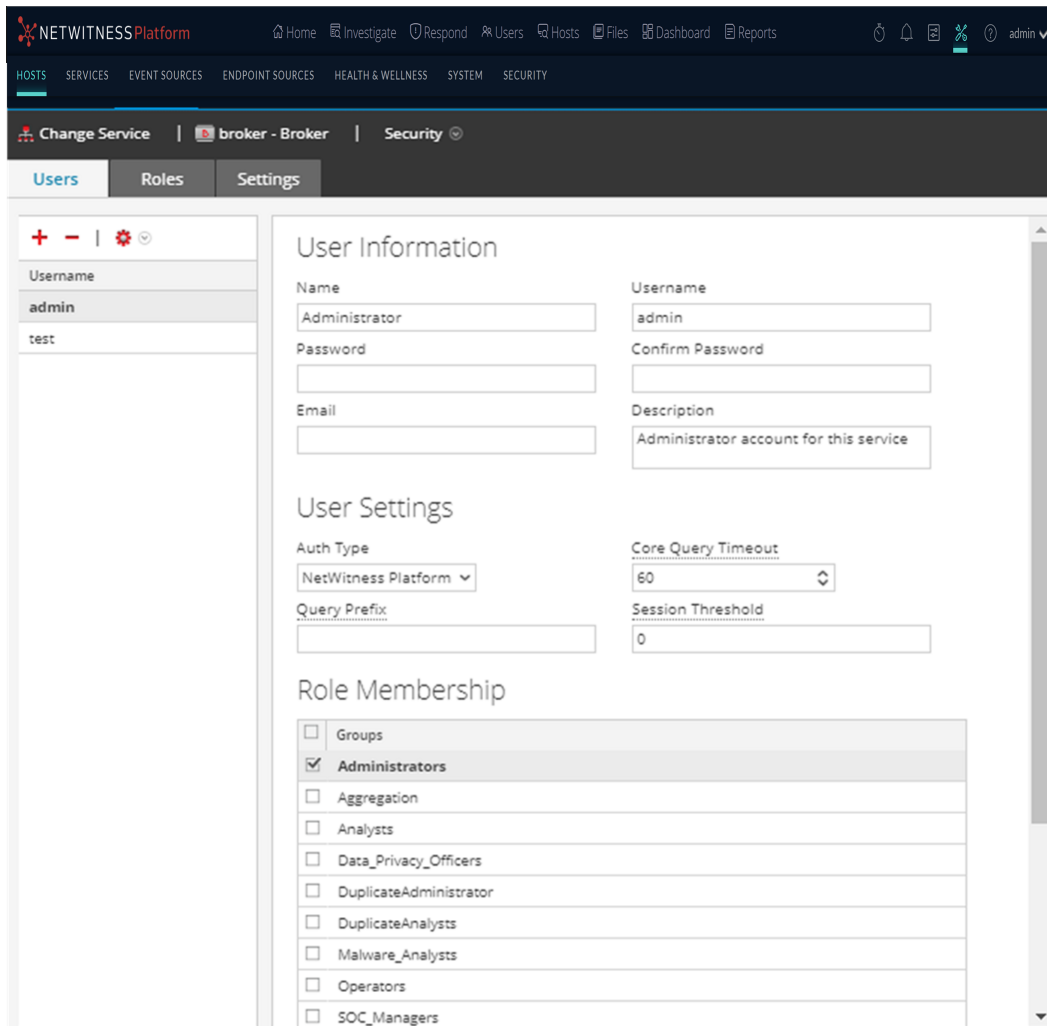 NETWITNESS Platform Home Investigate Respond Users Hosts Files Dashboard Reports admin
HOSTS SERVICES EVENT SOURCES ENDPOINT SOURCES HEALTH & WELLNESS SYSTEM SECURITY
Change Service | broker - Broker | Security
Users Roles Settings
Username
admin
test
User Information
Name Username
Administrator admin
Password Confirm Password
Email Description
Administrator account for this service
User Settings
Auth Type Core Query Timeout
NetWitness Platform 60
Query Prefix Session Threshold
0
Role Membership
Groups
Administrators
Aggregation
Analysts
Data_Privacy_Officers
DuplicateAdministrator
DuplicateAnalysts
Malware_Analysts
Operators
SOC_Managers